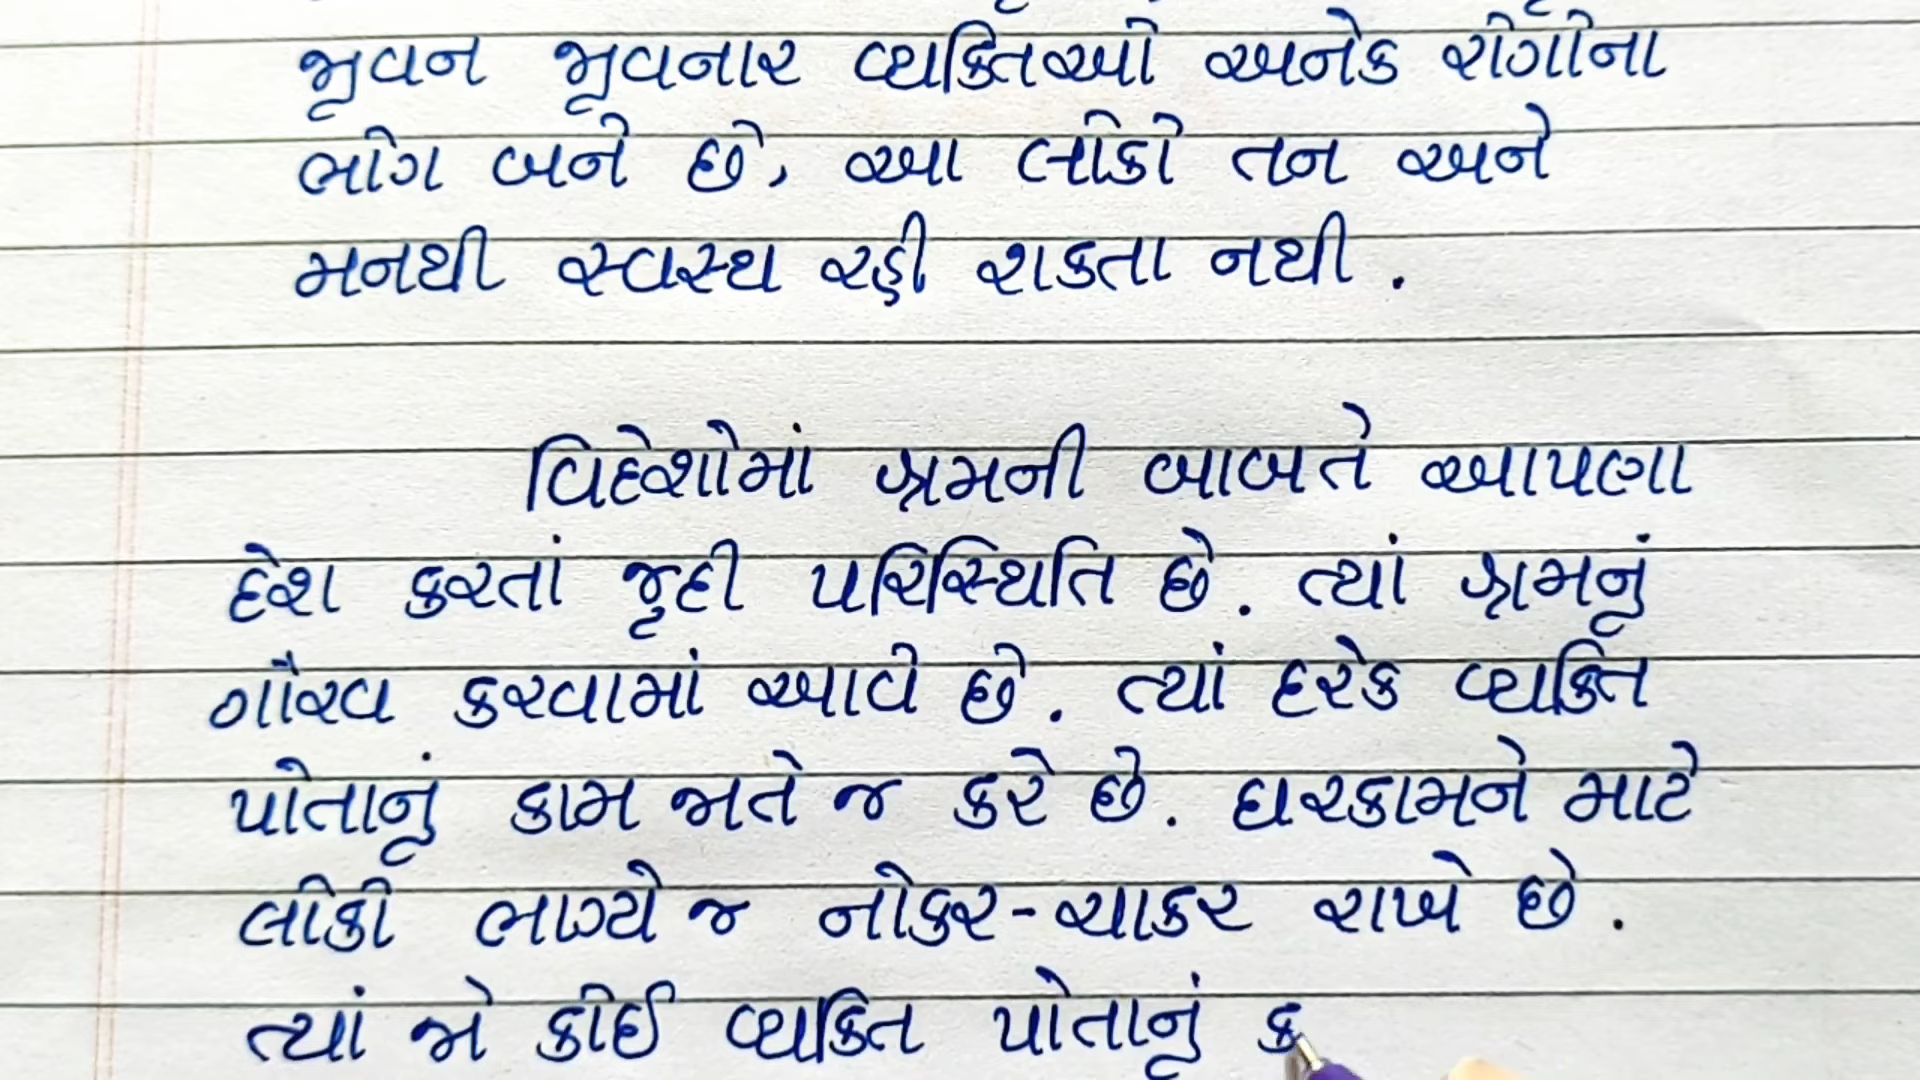 જીવન જીવનાર વ્યક્તિઓ અનેક રોગોના
ભોગ બને છે, આ લોકો તન અને
મનથી સ્વસ્થ રહી શકતા નથી.
વિદેશોમાં શ્રમની બાબતે આપણા
દેશ કરતાં જુદી પરિસ્થિતિ છે. ત્યાં શ્રમનું
ગૌરવ કરવામાં આવે છે. ત્યાં દરેક વ્યક્તિ
પોતાનું કામ જાતે જ કરે છે. ઘરકામને માટે
લોકો ભાગ્યે જ નોકર-ચાકર રાખે છે.
ત્યાં જો કોઈ વ્યક્તિ પોતાનું ક